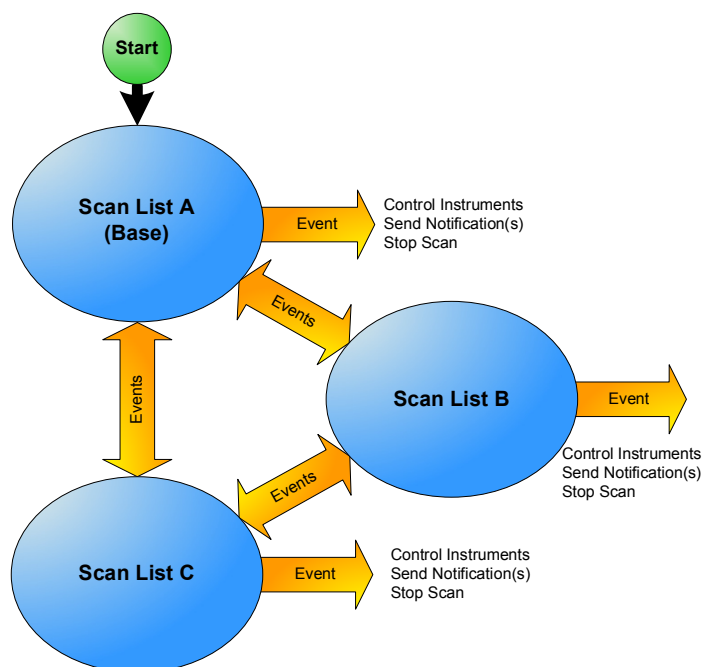 Start
Scan List A
(Base)
Event
Control Instruments
Send Notification(s)
Stop Scan
Events
Events
Scan List B
Event
Control Instruments
Send Notification(s)
Stop Scan
Events
Scan List C
Event
Control Instruments
Send Notification(s)
Stop Scan